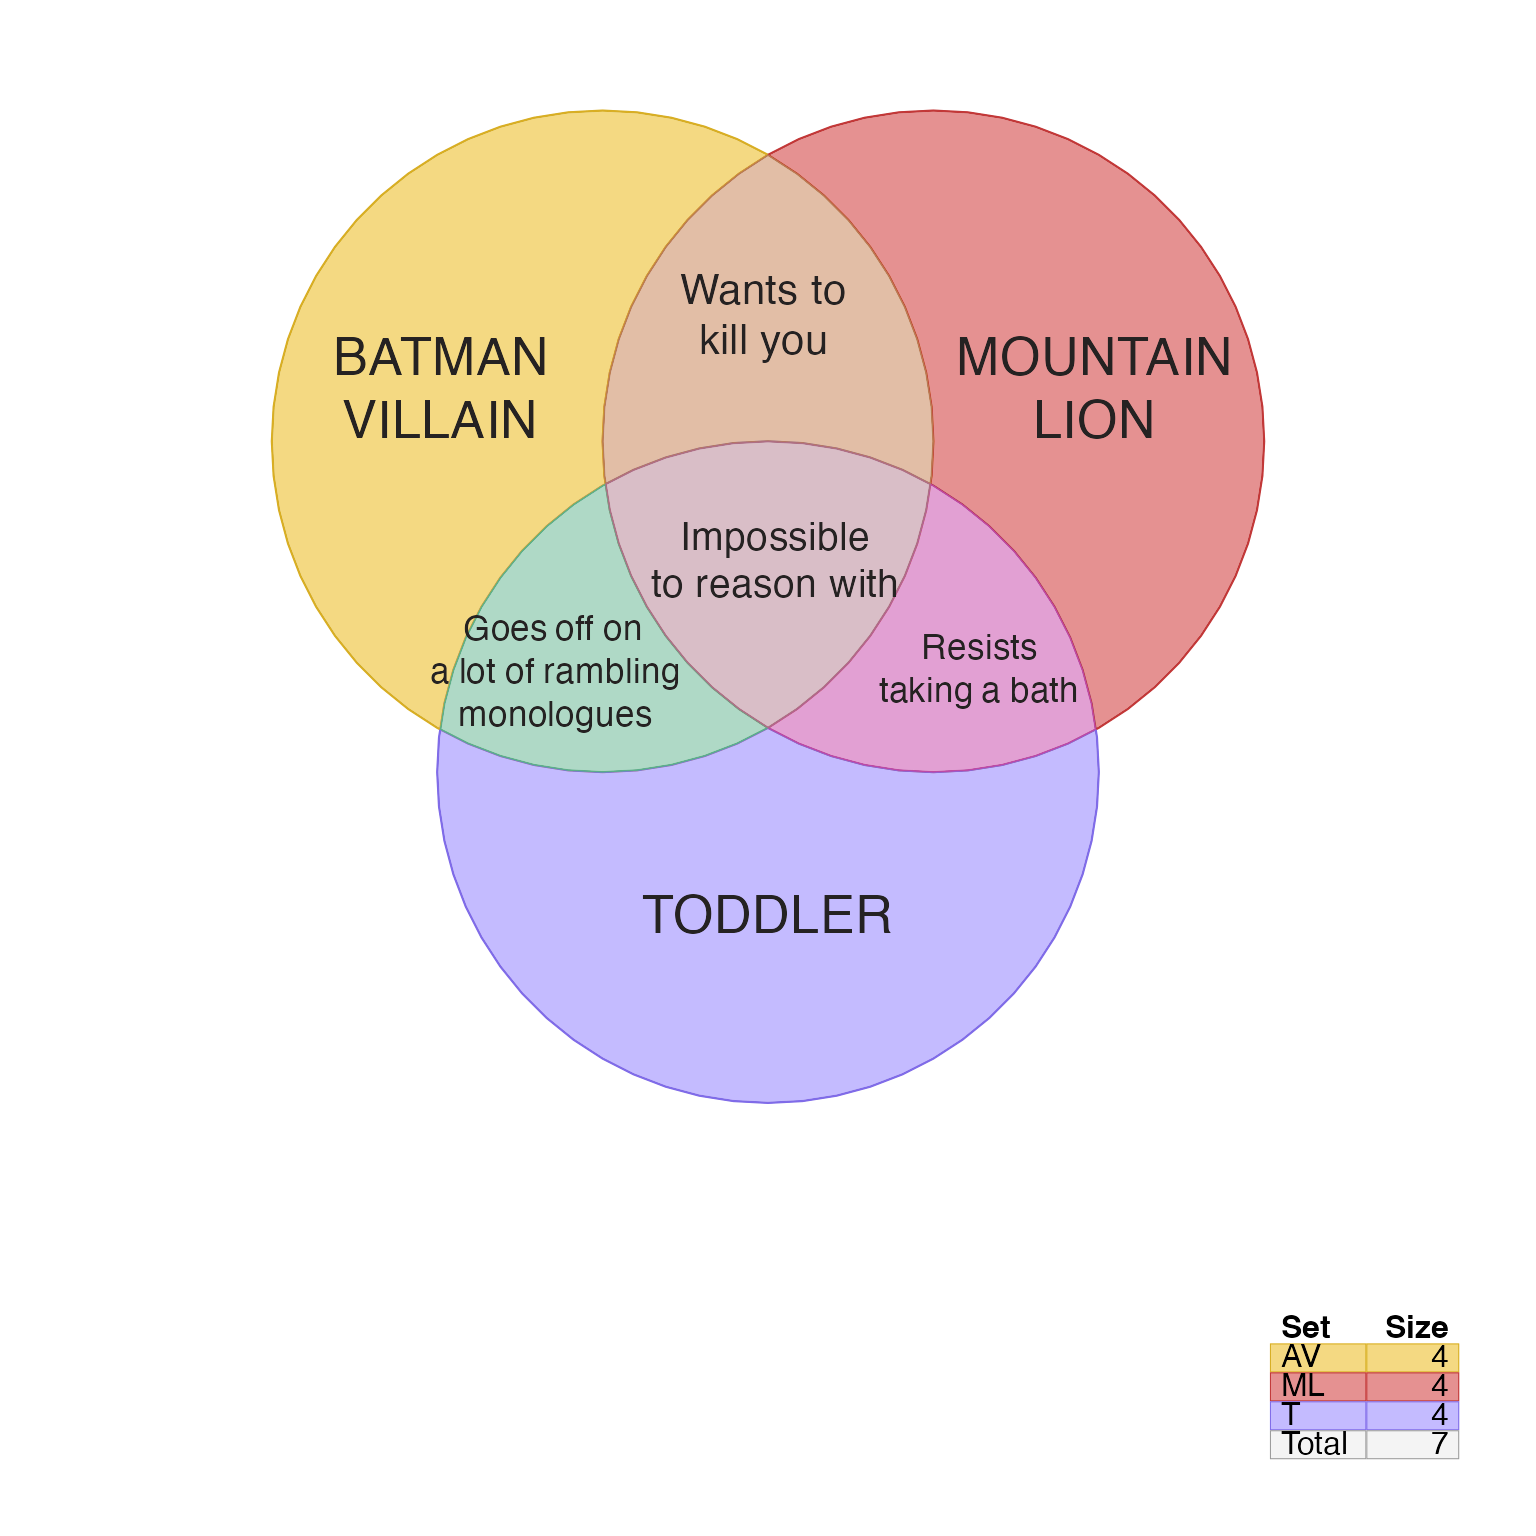 Wants to
kill you
BATMAN
VILLAIN
MOUNTAIN
LION
Impossible
to reason with
Goes off on
a lot of rambling
monologues
Resists
taking a bath
TODDLER
Set Size
AV 4
ML 4
T 4
Total 7